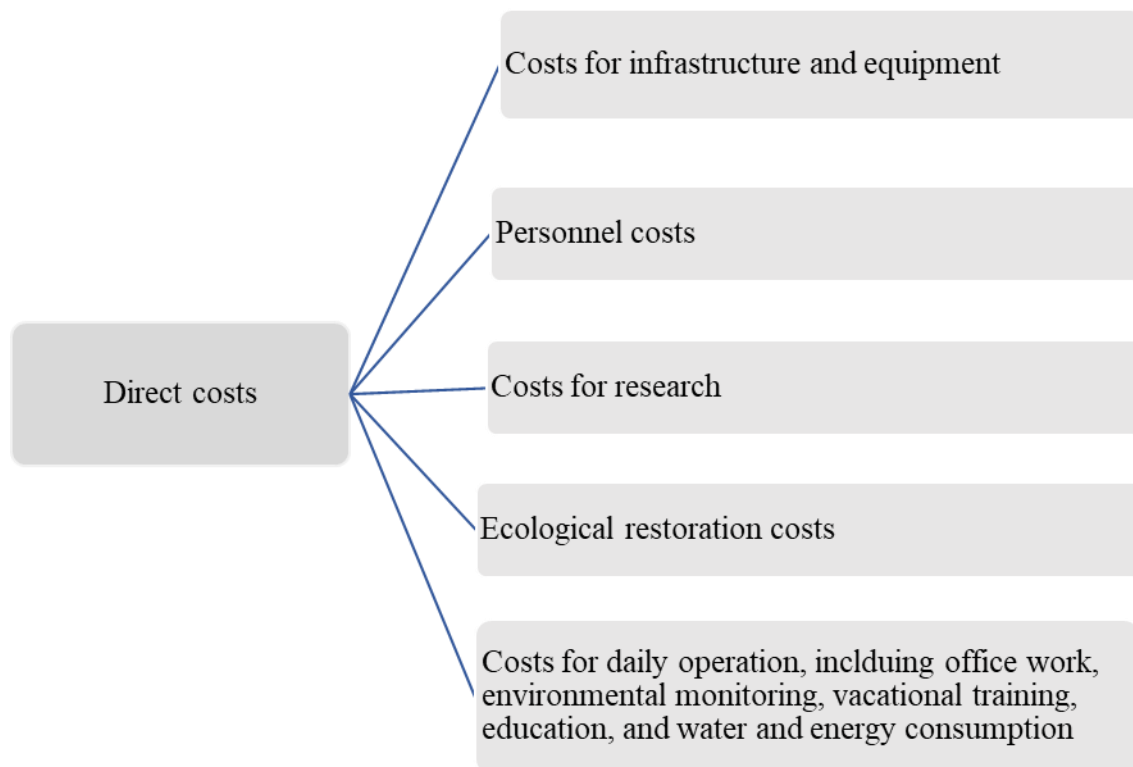 Costs for infrastructure and equipment
Personnel costs
Direct costs
Costs for research
Ecological restoration costs
Costs for daily operation, inclduing office work,
environmental monitoring, vacational training,
education, and water and energy consumption